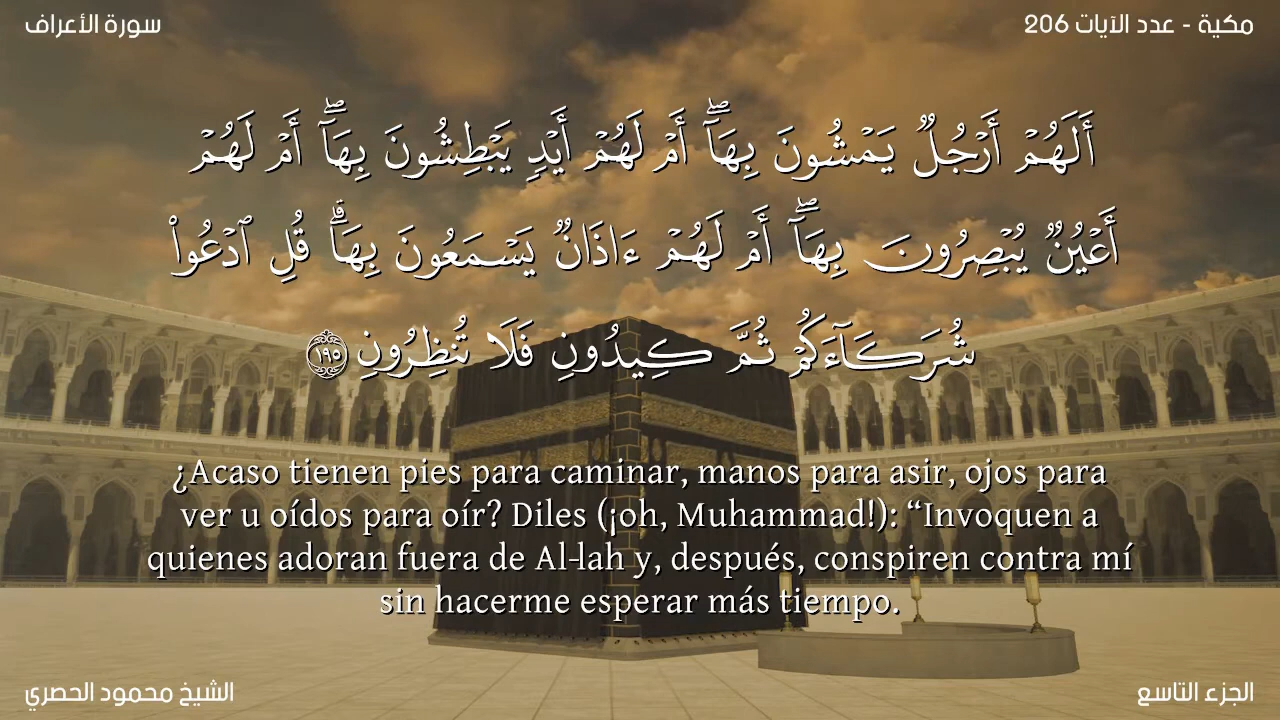 سورة الأعراف
مكية - عدد الآيات 206
أَلَهُمْ أَرْجُلٌ يَمْشُونَ بِهَآ ۖ أَمْ لَهُمْ أَيْدٍ يَبْطِشُونَ بِهَآ ۖ أَمْ لَهُمْ
أَعْيُنٌ يُبْصِرُونَ بِهَآ ۖ أَمْ لَهُمْ ءَاذَانٌ يَسْمَعُونَ بِهَا ۗ قُلِ ٱدْعُوا۟
شُرَكَآءَكُمْ ثُمَّ كِيدُونِ فَلَا تُنظِرُونِ ١٩٥
¿Acaso tienen pies para caminar, manos para asir, ojos para
ver u oídos para oír? Diles (¡oh, Muhammad!): “Invoquen a
quienes adoran fuera de Al-lah y, después, conspiren contra mí
sin hacerme esperar más tiempo.
الشيخ محمود الحصري
الجزء التاسع